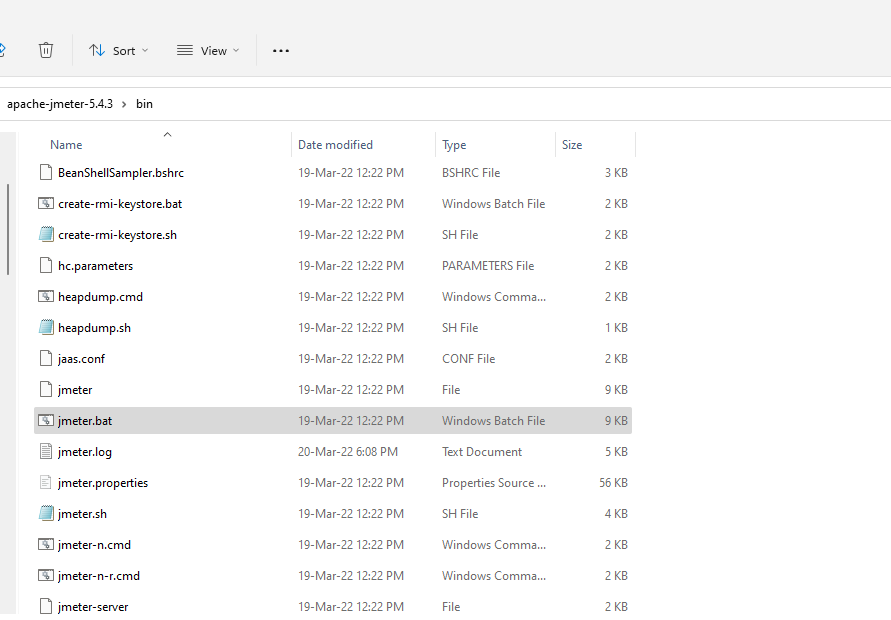 Sort View ...
apache-jmeter-5.4.3 > bin
Name Date modified Type Size
BeanShellSampler.bshrc 19-Mar-22 12:22 PM BSHRC File 3 KB
create-rmi-keystore.bat 19-Mar-22 12:22 PM Windows Batch File 2 KB
create-rmi-keystore.sh 19-Mar-22 12:22 PM SH File 2 KB
hc.parameters 19-Mar-22 12:22 PM PARAMETERS File 2 KB
heapdump.cmd 19-Mar-22 12:22 PM Windows Comma... 2 KB
heapdump.sh 19-Mar-22 12:22 PM SH File 1 KB
jaas.conf 19-Mar-22 12:22 PM CONF File 2 KB
jmeter 19-Mar-22 12:22 PM File 9 KB
jmeter.bat 19-Mar-22 12:22 PM Windows Batch File 9 KB
jmeter.log 20-Mar-22 6:08 PM Text Document 5 KB
jmeter.properties 19-Mar-22 12:22 PM Properties Source ... 56 KB
jmeter.sh 19-Mar-22 12:22 PM SH File 4 KB
jmeter-n.cmd 19-Mar-22 12:22 PM Windows Comma... 2 KB
jmeter-n-r.cmd 19-Mar-22 12:22 PM Windows Comma... 2 KB
jmeter-server 19-Mar-22 12:22 PM File 2 KB